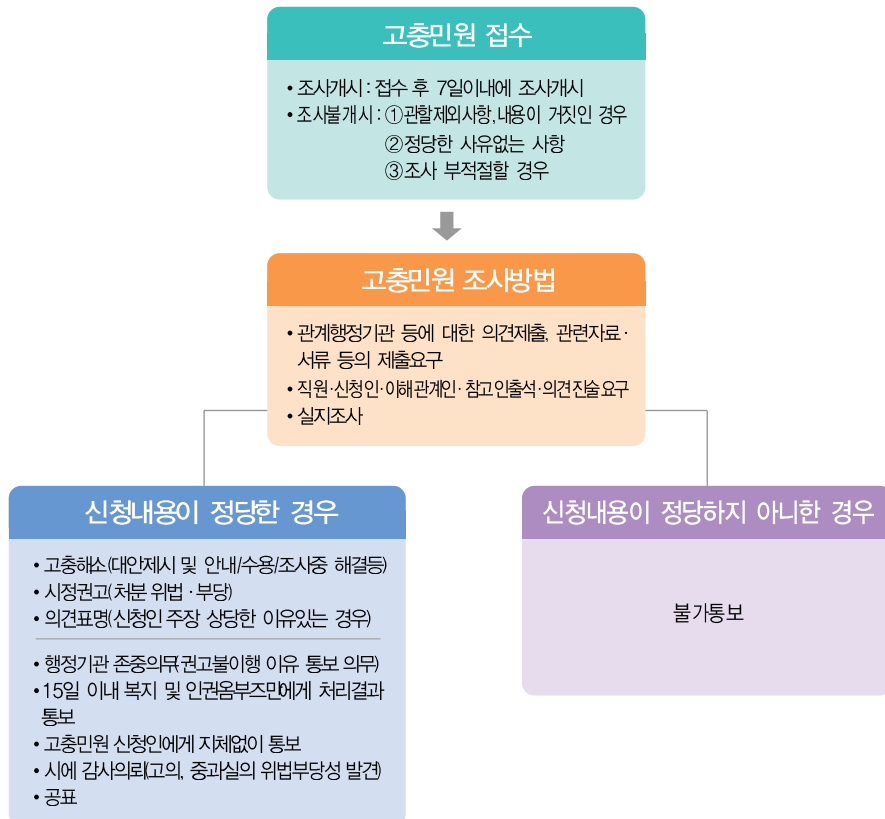 고충민원 접수
• 조사개시 : 접수 후 7일이내에 조사개시
• 조사불개시 : ①관할제외사항,내용이 거짓인 경우
②정당한 사유없는 사항
③조사 부적절할 경우
고충민원 조사방법
• 관계행정기관 등에 대한 의견제출, 관련자료·
서류 등의 제출요구
• 직원·신청인·이해관계인·참고인출석·의견진술요구
• 실지조사
신청내용이 정당한 경우
• 고충해소(대안제시 및 안내/수용/조사중 해결등)
• 시정권고(처분 위법·부당)
• 의견표명(신청인 주장 상당한 이유있는 경우)
• 행정기관 존중의무(권고불이행 이유 통보 의무)
• 15일 이내 복지 및 인권옴부즈만에게 처리결과
통보
• 고충민원 신청인에게 지체없이 통보
• 시에 감사의뢰(고의, 중과실의 위법부당성 발견)
• 공표
신청내용이 정당하지 아니한 경우
불가통보